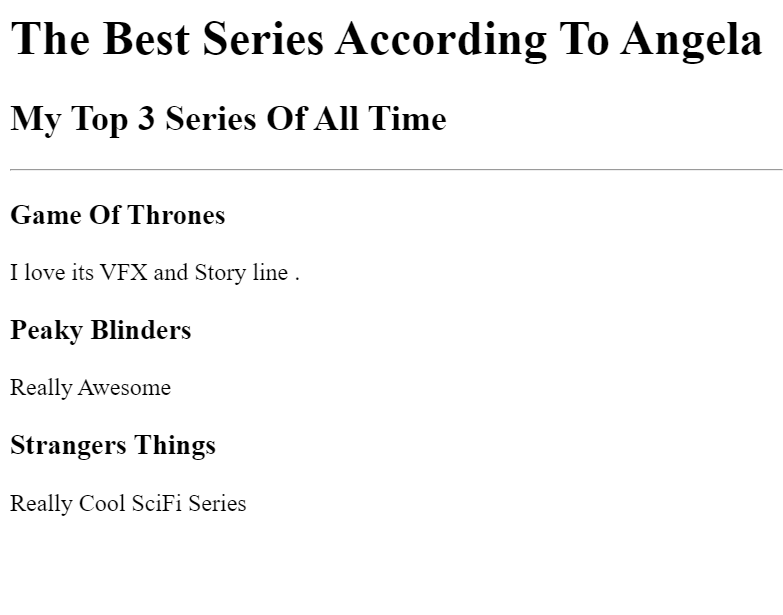 The Best Series According To Angela
My Top 3 Series Of All Time
Game Of Thrones
I love its VFX and Story line .
Peaky Blinders
Really Awesome
Strangers Things
Really Cool SciFi Series